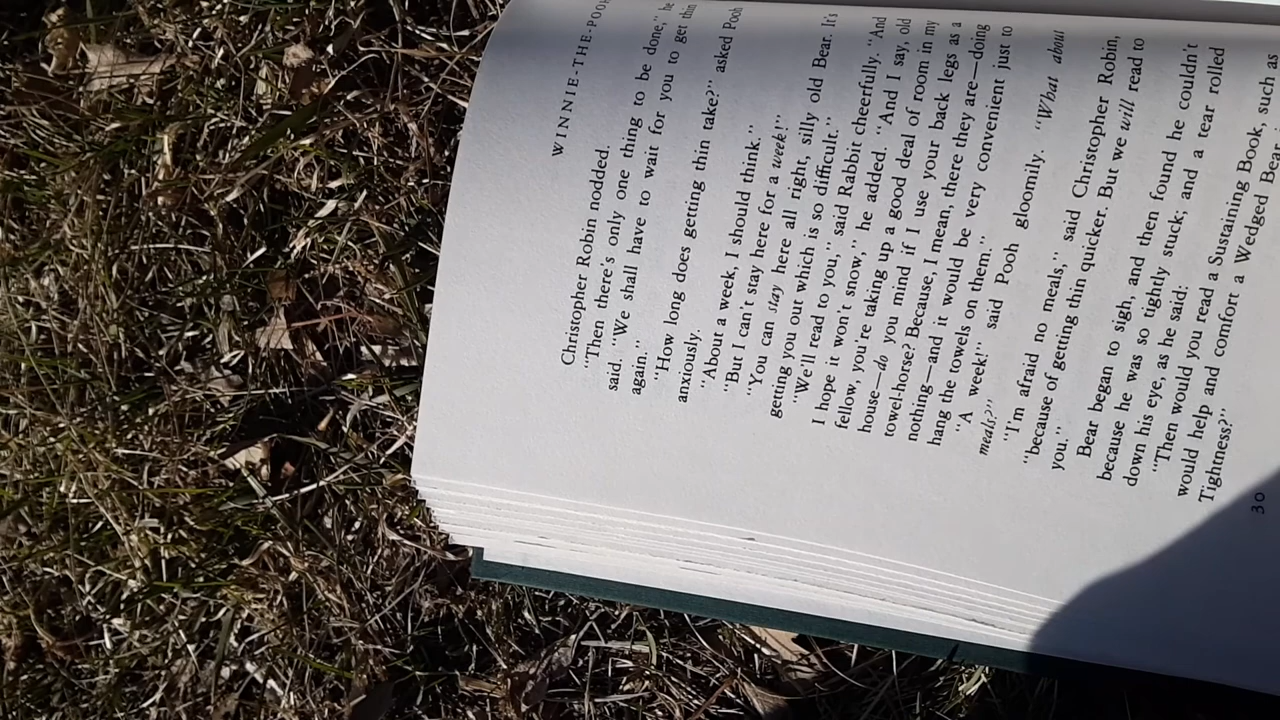 WINNIE-THE-POOH
Christopher Robin nodded.
"Then there's only one thing to be done," he
said. "We shall have to wait for you to get thin
again."
"How long does getting thin take?" asked Pooh
anxiously.
"About a week, I should think."
"But I can't stay here for a week!"
"You can stay here all right, silly old Bear. It's
getting you out which is so difficult."
"We'll read to you," said Rabbit cheerfully. "And
I hope it won't snow," he added. "And I say, old
fellow, you're taking up a good deal of room in my
house—do you mind if I use your back legs as a
towel-horse? Because, I mean, there they are—doing
nothing—and it would be very convenient just to
hang the towels on them."
"A week!" said Pooh gloomily. "What about
meals?"
"I'm afraid no meals," said Christopher Robin,
"because of getting thin quicker. But we will read to
you."
Bear began to sigh, and then found he couldn't
because he was so tightly stuck; and a tear rolled
down his eye, as he said:
"Then would you read a Sustaining Book, such as
would help and comfort a Wedged Bear
Tightness?"
30